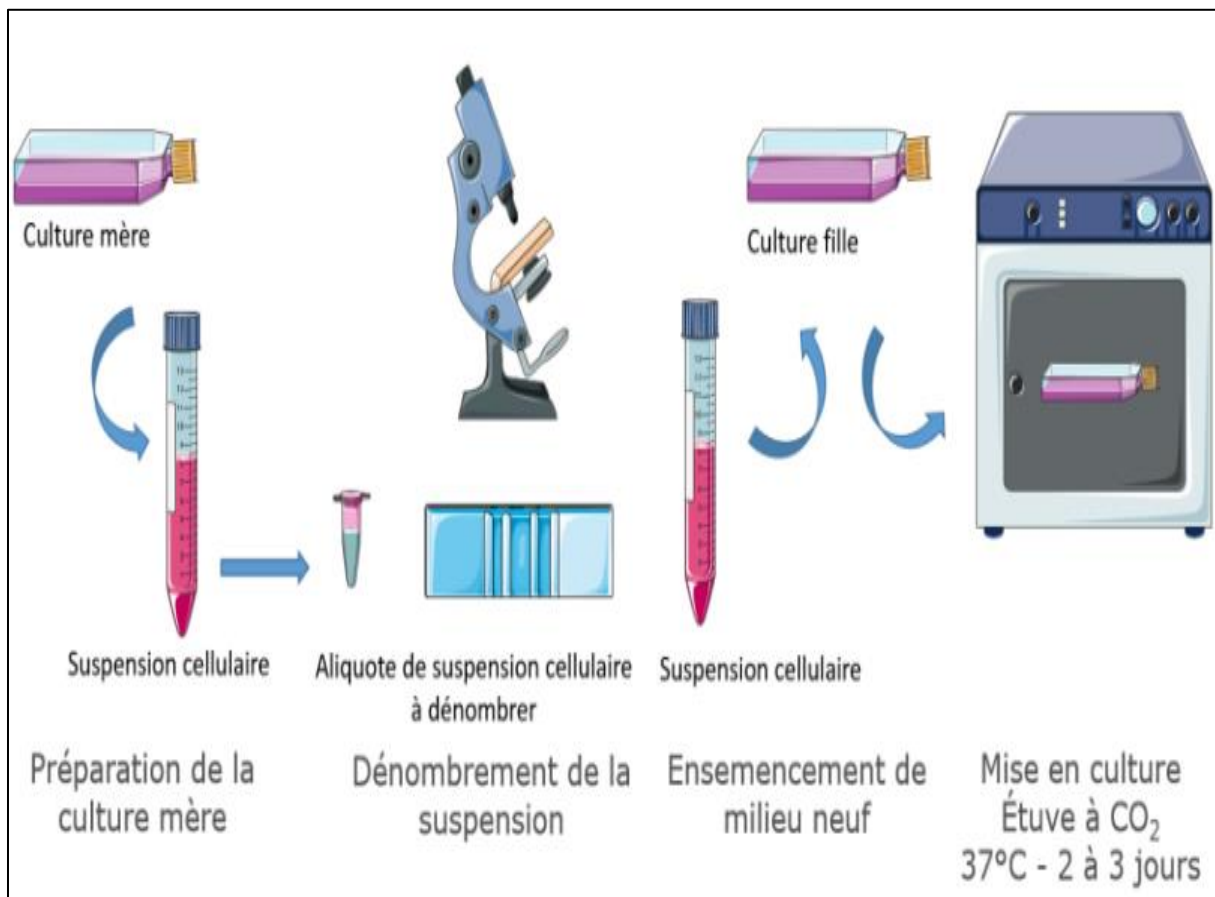 Culture mère
Suspension cellulaire
Préparation de la
culture mère
Aliquote de suspension cellulaire
à dénombrer
Dénombrement de la
suspension
Culture fille
Suspension cellulaire
Ensemencement de
milieu neuf
Mise en culture
Étuve à CO₂
37°C - 2 à 3 jours